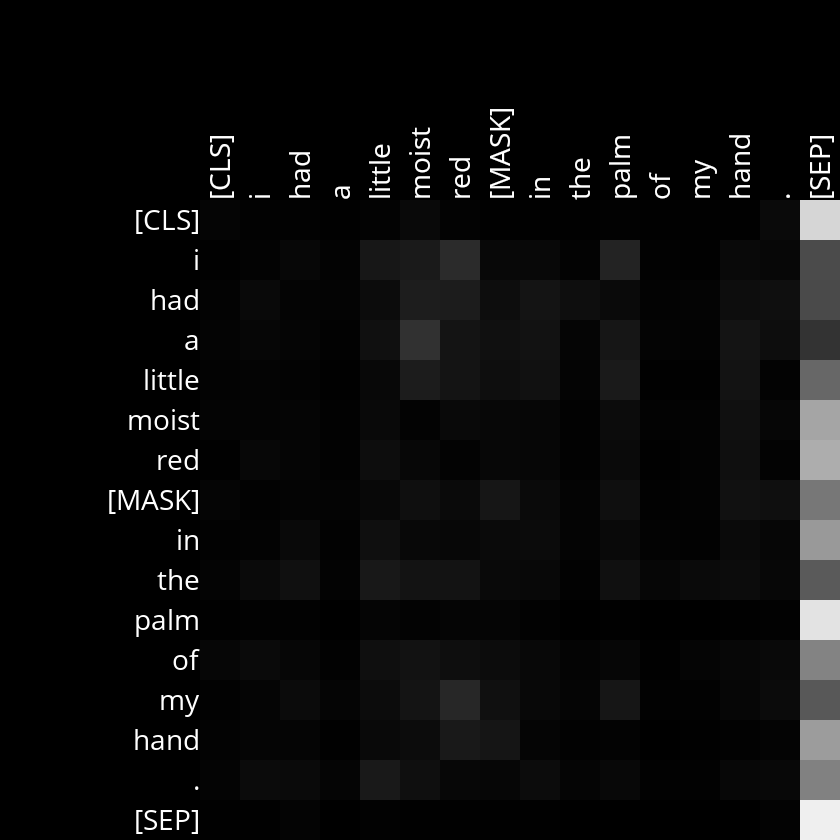 [CLS] i had a little moist red [MASK] in the palm of my hand . [SEP]
[CLS]
i
had
a
little
moist
red
[MASK]
in
the
palm
of
my
hand
.
[SEP]